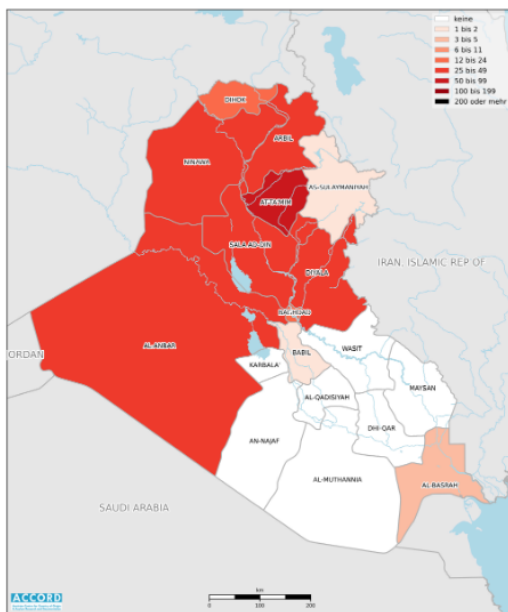 keine
1 bis 2
3 bis 5
6 bis 11
12 bis 24
25 bis 49
50 bis 99
100 bis 199
200 oder mehr
DIHOK
ARBIL
NINAWA
AS-SULAYMANIYAH
ATTAMIM
SALA AD-DIN
DIYALA
IRAN, ISLAMIC REP OF
BAGHDAD
AL-ANBAR
WASIT
BABIL
ORDAN
KARBALA'
MAYSAN
AL-QADISIYAH
DHI-QAR
AN-NAJAF
AL-MUTHANNIA
AL-BASRAH
SAUDI ARABIA
ACCORD
km
0 100 200